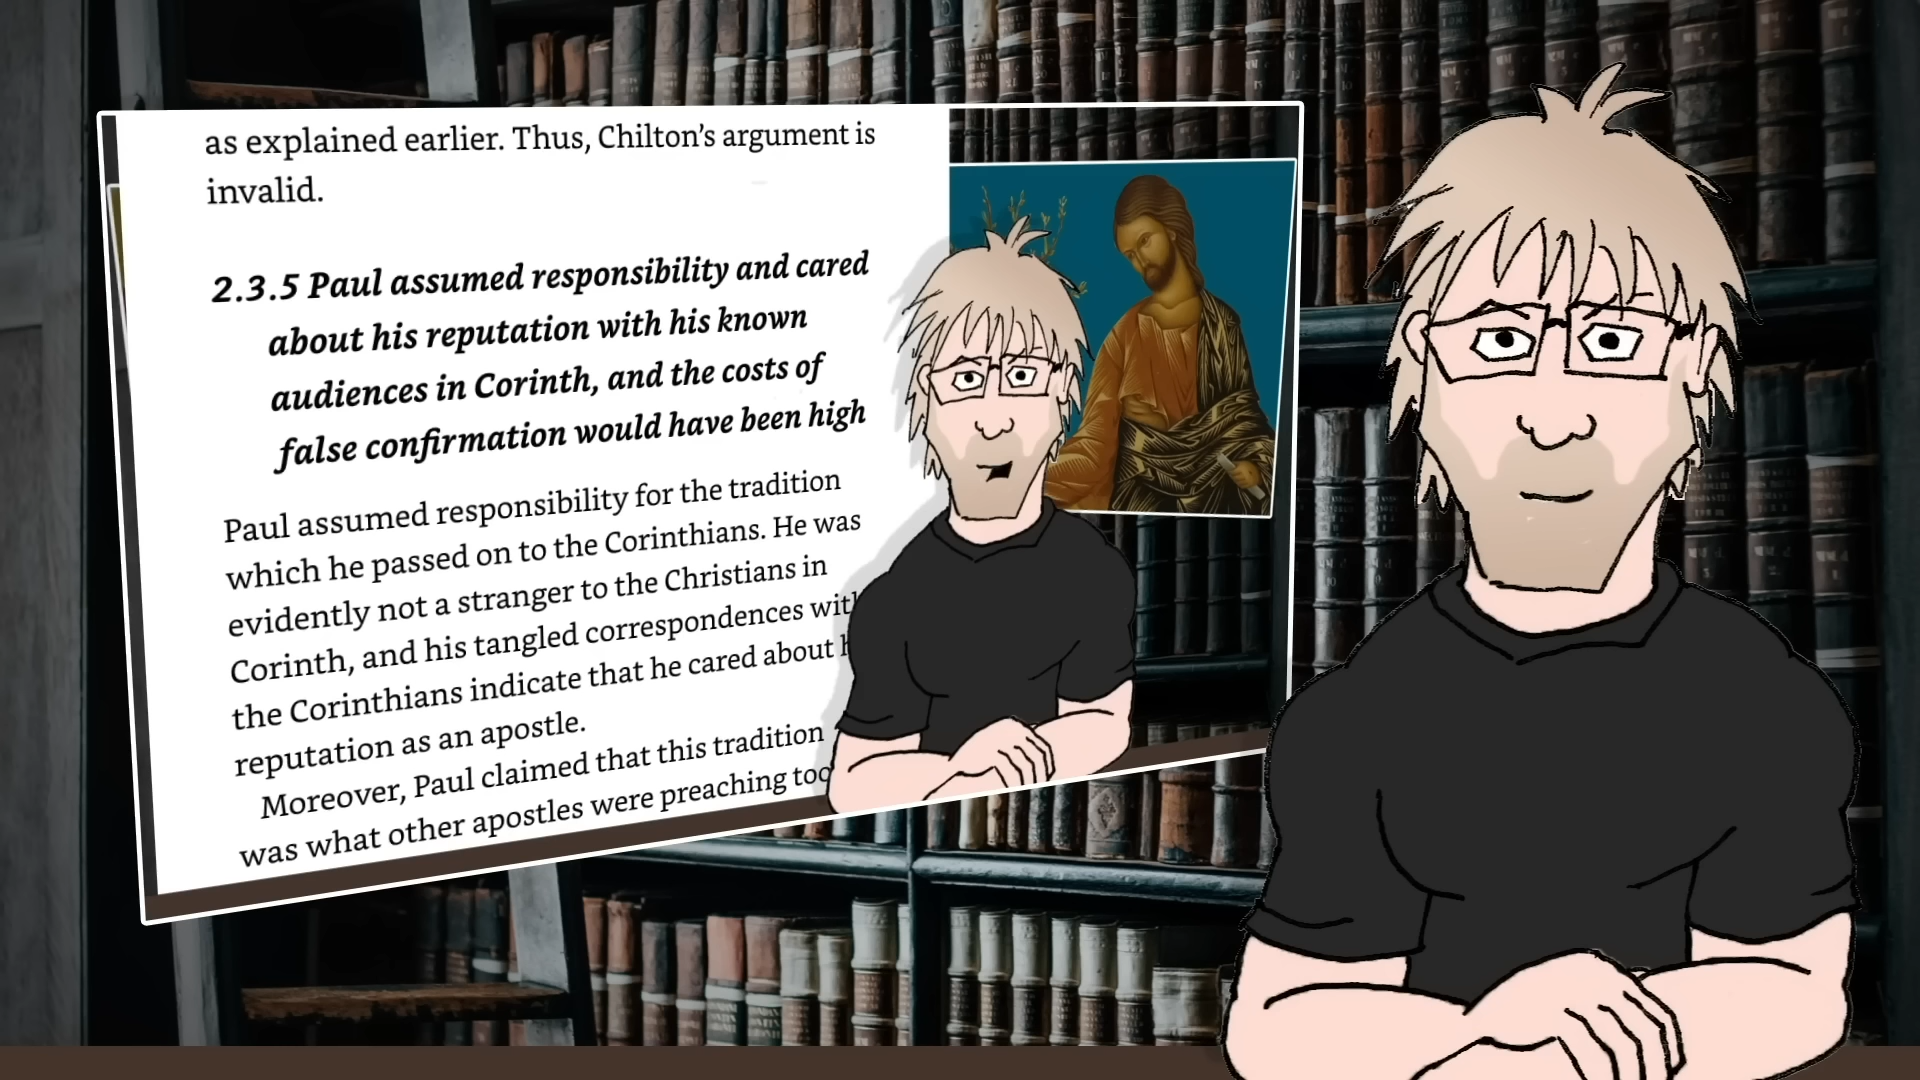 as explained earlier. Thus, Chilton's argument is
invalid.
2.3.5 Paul assumed responsibility and cared
about his reputation with his known
audiences in Corinth, and the costs of
false confirmation would have been high
Paul assumed responsibility for the tradition
which he passed on to the Corinthians. He was
evidently not a stranger to the Christians in
Corinth, and his tangled correspondences with
the Corinthians indicate that he cared about
reputation as an apostle.
Moreover, Paul claimed that this tradition
was what other apostles were preaching too